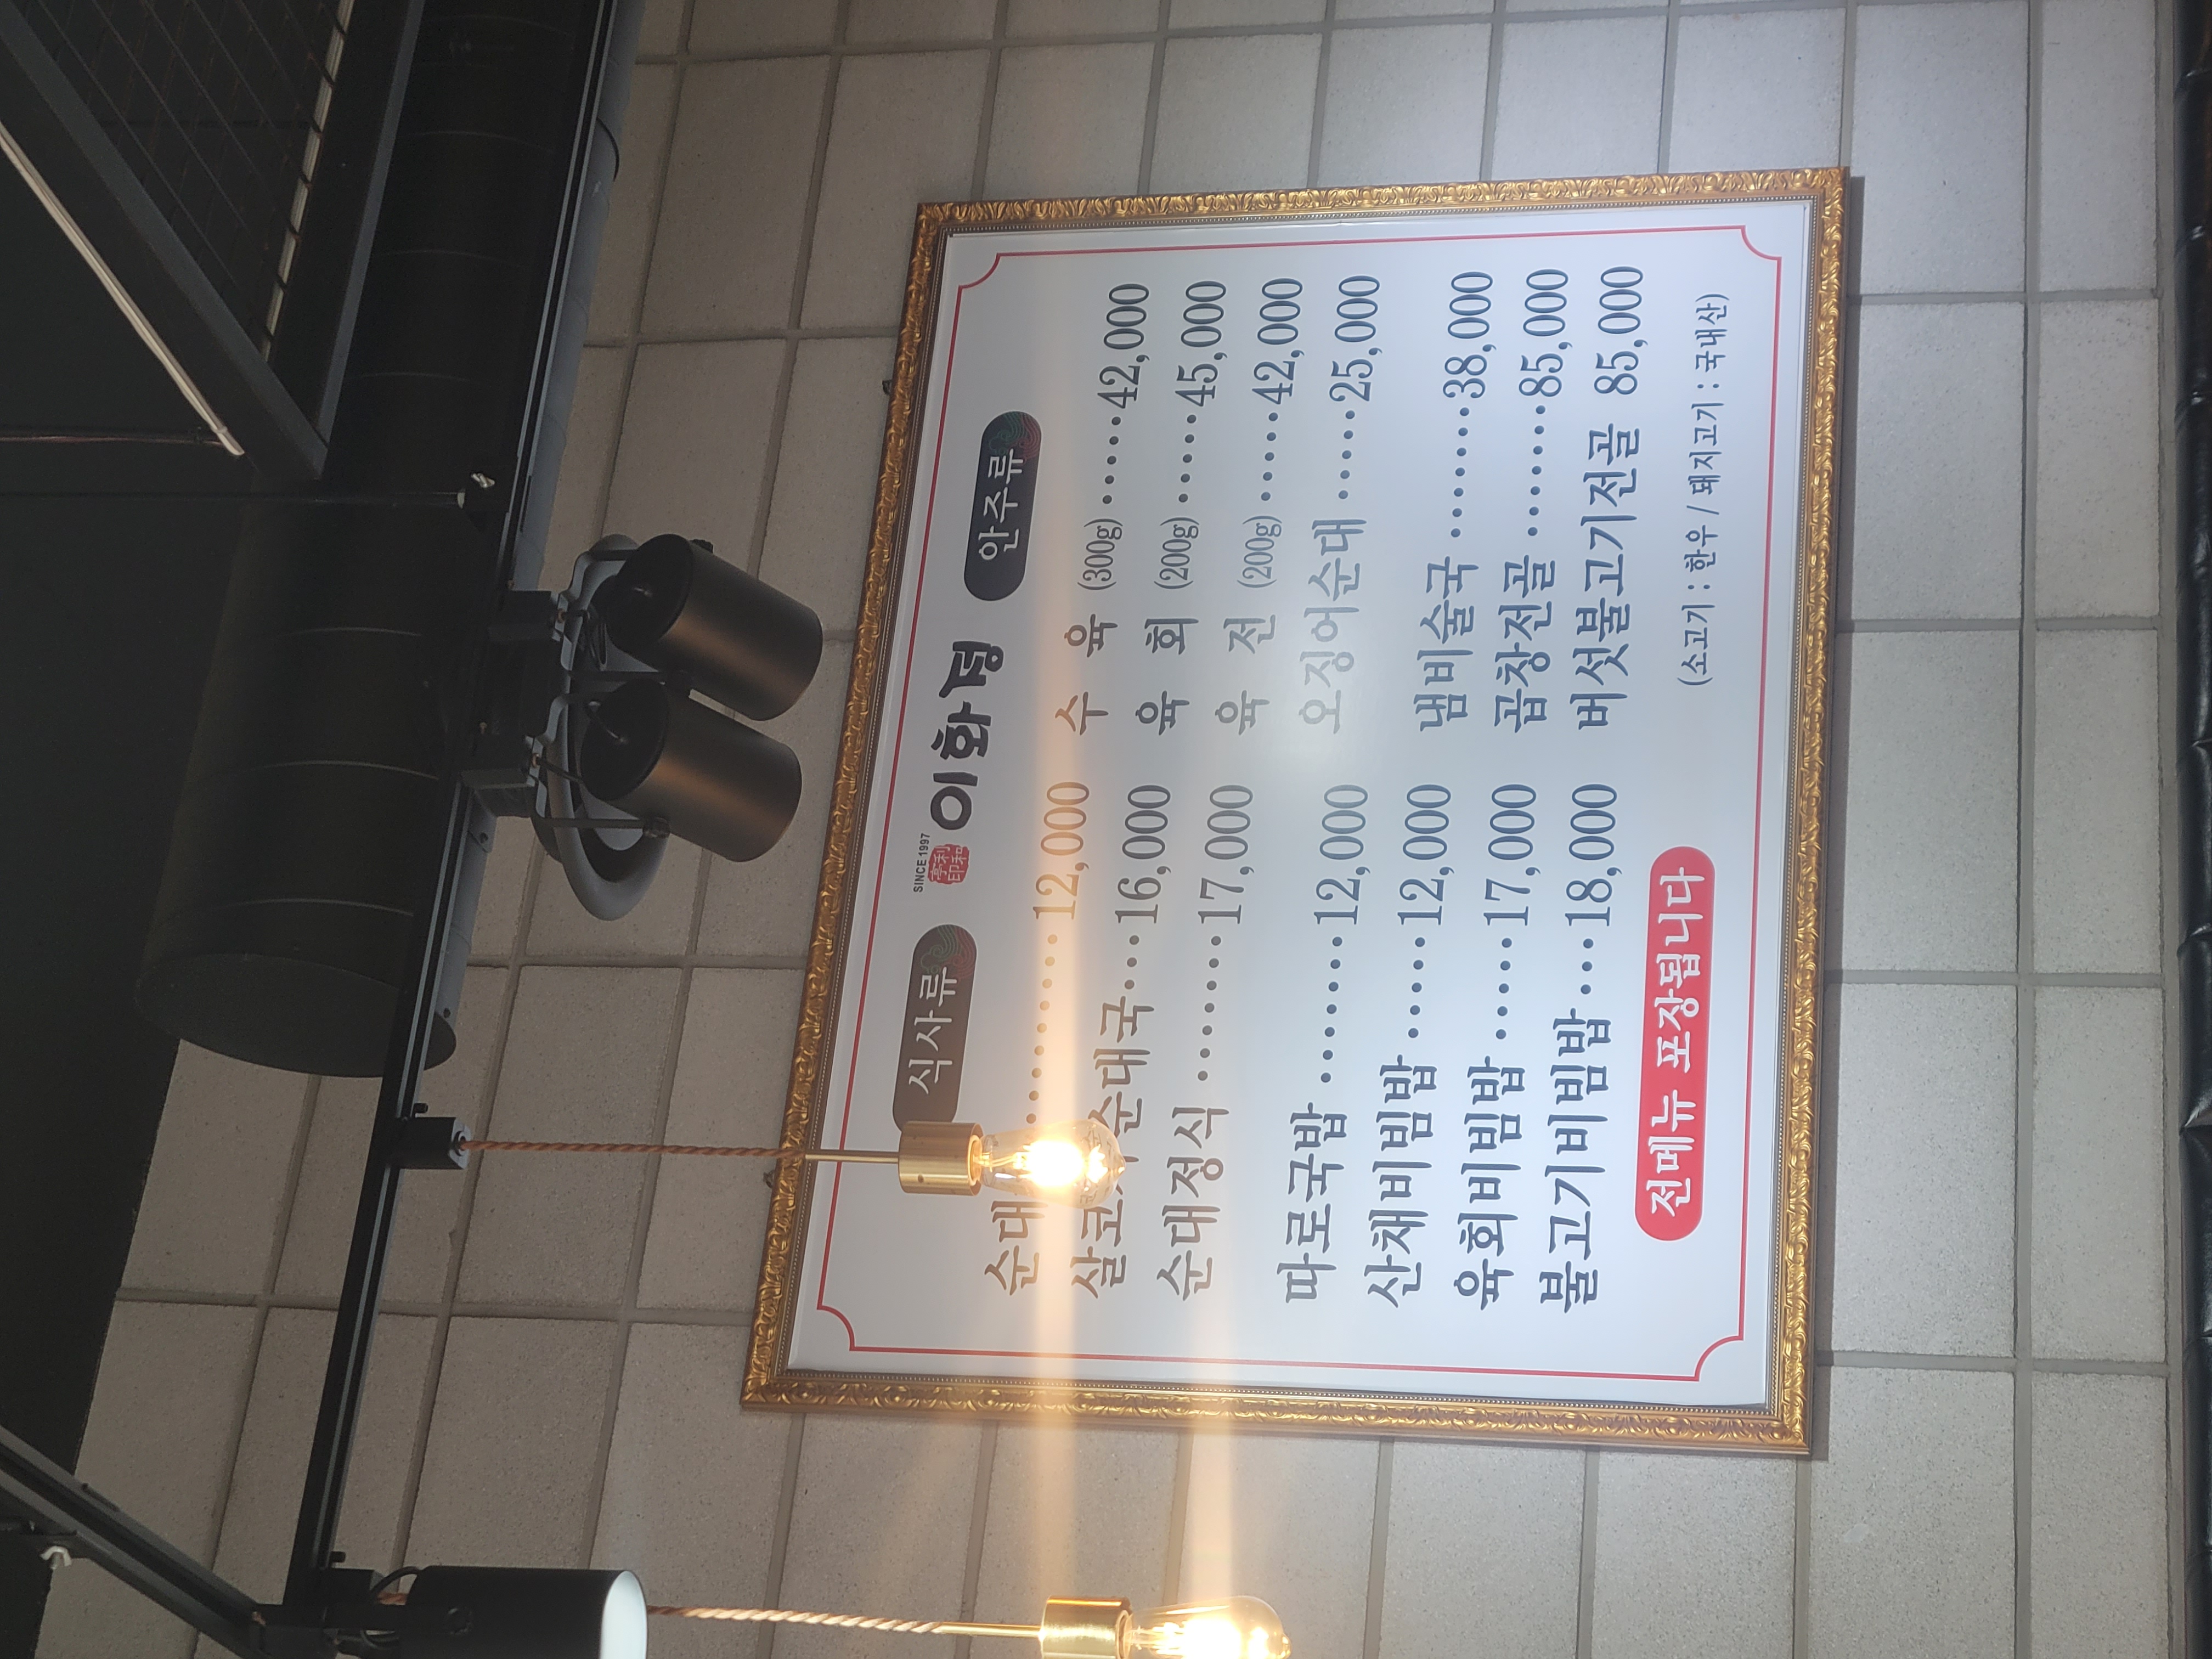 SINCE 1997
이화정
식사류
순대 ·········12,000
살코 순대국···16,000
순대정식·······17,000
따로국밥·········12,000
산채비빔밥······12,000
육회비빔밥······17,000
불고기비빔밥···18,000
전메뉴 포장됩니다
안주류
수 육 (300g)······42,000
육 회 (200g)······45,000
육 전 (200g)······42,000
오징어순대······25,000
냄비술국·········38,000
곱창전골········85,000
버섯불고기전골 85,000
(소고기 : 한우 / 돼지고기 : 국내산)